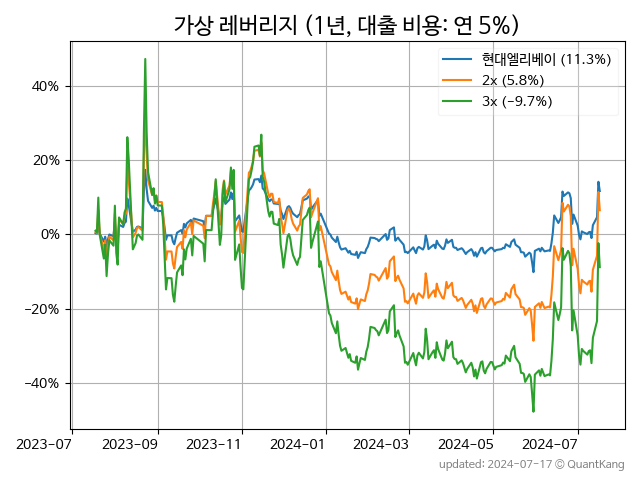 가상 레버리지 (1년, 대출 비용: 연 5%)
현대엘리베이 (11.3%)
2x (5.8%)
3x (−9.7%)
40%
20%
0%
−20%
−40%
2023-07 2023-09 2023-11 2024-01 2024-03 2024-05 2024-07
updated: 2024-07-17 © QuantKang